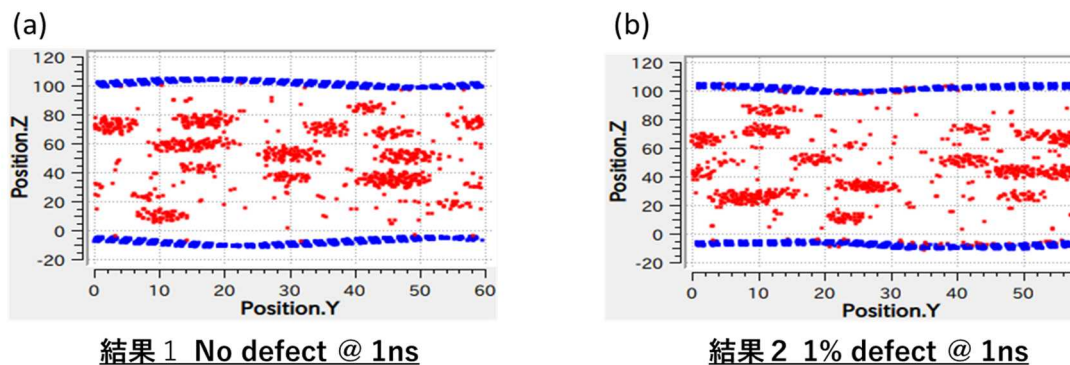 (a)
(b)
120
100
80
60
40
20
0
-20
Position.Z
0 10 20 30 40 50 60
Position.Y
120
100
80
60
40
20
0
-20
Position.Z
0 10 20 30 40 50
Position.Y
結果1 No defect @ 1ns
結果2 1% defect @ 1ns